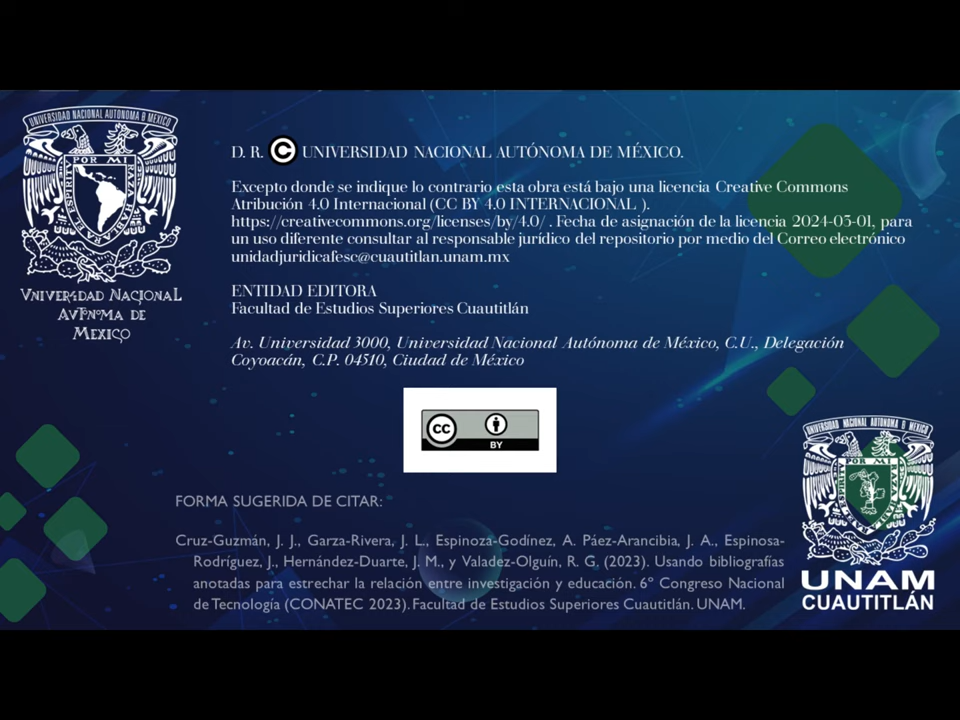 UNIVERSIDAD NACIONAL AUTONOMA D MEXICO
POR MI RAZA HABLARA EL ESPIRITU
VNIVERSDAD NACIONAL
AVTPNOMA DE
MEXICO
D. R. © UNIVERSIDAD NACIONAL AUTÓNOMA DE MÉXICO.
Excepto donde se indique lo contrario esta obra está bajo una licencia Creative Commons
Atribución 4.0 Internacional (CC BY 4.0 INTERNACIONAL ).
https://creativecommons.org/licenses/by/4.0/ . Fecha de asignación de la licencia 2024-03-01, para
un uso diferente consultar al responsable jurídico del repositorio por medio del Correo electrónico
unidadjuridicafesc@cuautitlan.unam.mx
ENTIDAD EDITORA
Facultad de Estudios Superiores Cuautitlán
Av. Universidad 3000, Universidad Nacional Autónoma de México, C.U., Delegación
Coyoacán, C.P. 04510, Ciudad de México
CC
BY
FORMA SUGERIDA DE CITAR:
Cruz-Guzmán, J. J., Garza-Rivera, J. L., Espinoza-Godínez, A. Páez-Arancibia, J. A., Espinosa-
Rodríguez, J., Hernández-Duarte, J. M., y Valadez-Olguín, R. G. (2023). Usando bibliografías
anotadas para estrechar la relación entre investigación y educación. 6º Congreso Nacional
de Tecnología (CONATEC 2023). Facultad de Estudios Superiores Cuautitlán. UNAM.
UNIVERSIDAD NACIONAL AUTONOMA D MEXICO
POR MI
UNAM
CUAUTITLÁN